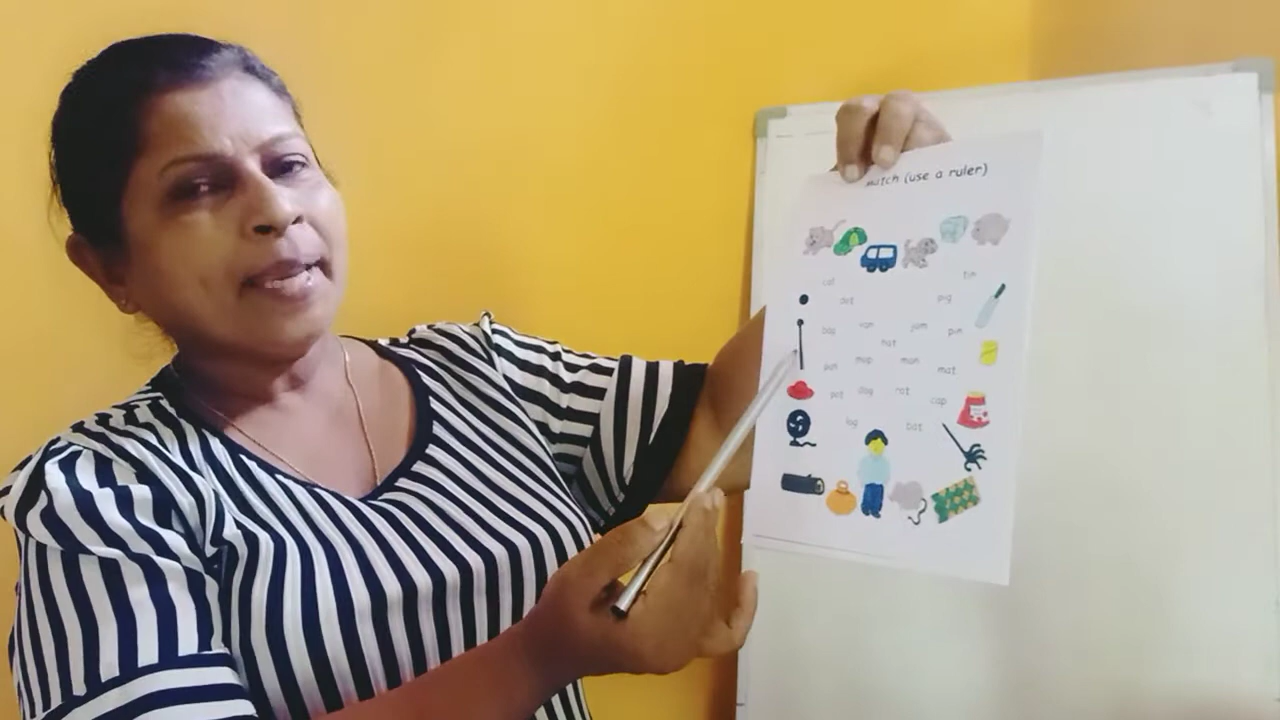 Match (use a ruler)
cat tin
dot pig
bag van jam pin
hat
pan map man mat
pot dog rat cap
log bat